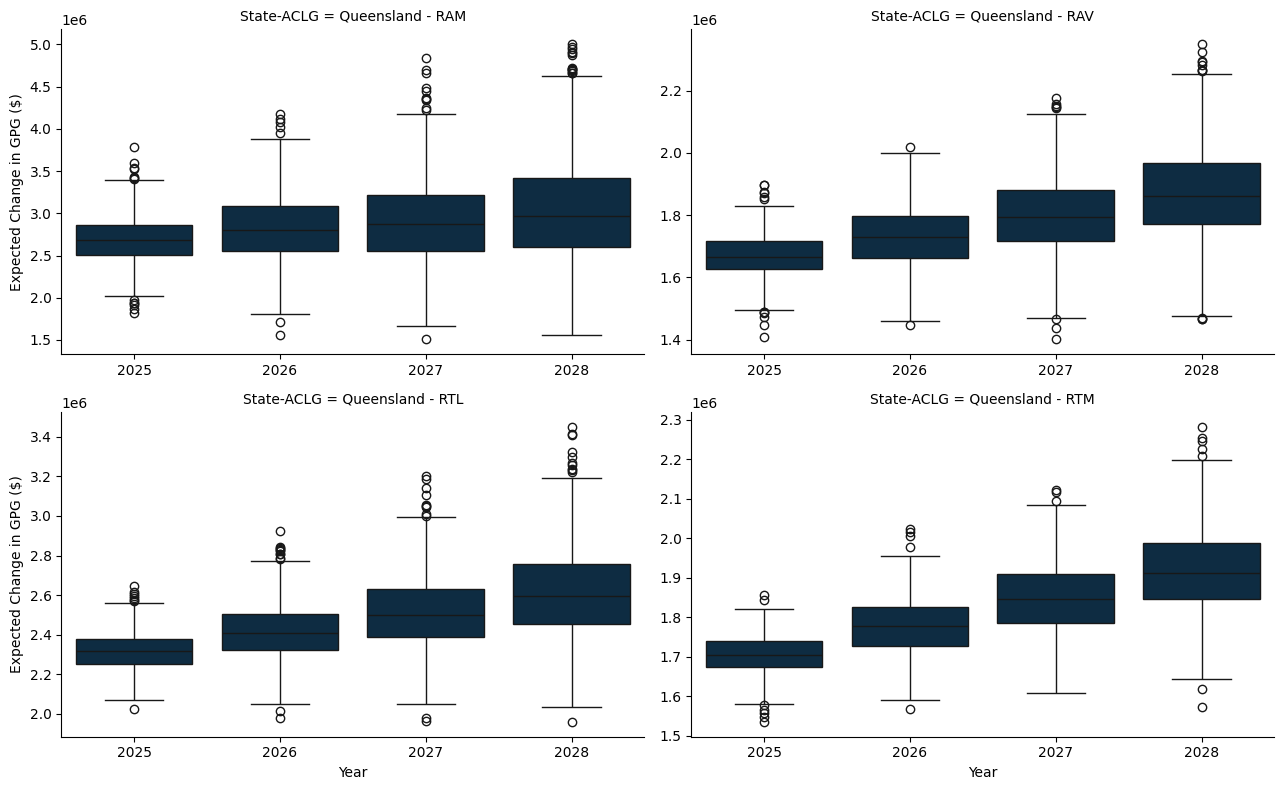 State-ACLG = Queensland - RAM
1e6
Expected Change in GPG ($)
5.0
4.5
4.0
3.5
3.0
2.5
2.0
1.5
2025 2026 2027 2028
State-ACLG = Queensland - RAV
1e6
2.2
2.0
1.8
1.6
1.4
2025 2026 2027 2028
State-ACLG = Queensland - RTL
1e6
Expected Change in GPG ($)
3.4
3.2
3.0
2.8
2.6
2.4
2.2
2.0
2025 2026 2027 2028
Year
State-ACLG = Queensland - RTM
1e6
2.3
2.2
2.1
2.0
1.9
1.8
1.7
1.6
1.5
2025 2026 2027 2028
Year